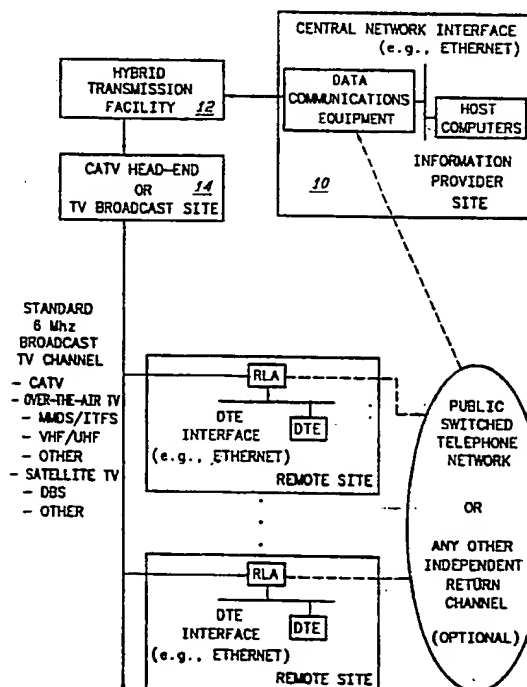 CENTRAL NETWORK INTERFACE
(e.g., ETHERNET)
HYBRID
TRANSMISSION
FACILITY 12
DATA
COMMUNICATIONS
EQUIPMENT
HOST
COMPUTERS
CATV HEAD-END
OR 14
TV BROADCAST SITE
10
INFORMATION
PROVIDER
SITE
STANDARD
6 Mhz
BROADCAST
TV CHANNEL
- CATV
- OVER-THE-AIR TV
- MMDS/ITFS
- VHF/UHF
- OTHER
- SATELLITE TV
- DBS
- OTHER
RLA
DTE
INTERFACE
(e.g., ETHERNET)
DTE
REMOTE SITE
PUBLIC
SWITCHED
TELEPHONE
NETWORK
OR
ANY OTHER
INDEPENDENT
RETURN
CHANNEL
(OPTIONAL)
RLA
DTE
INTERFACE
(e.g., ETHERNET)
DTE
REMOTE SITE